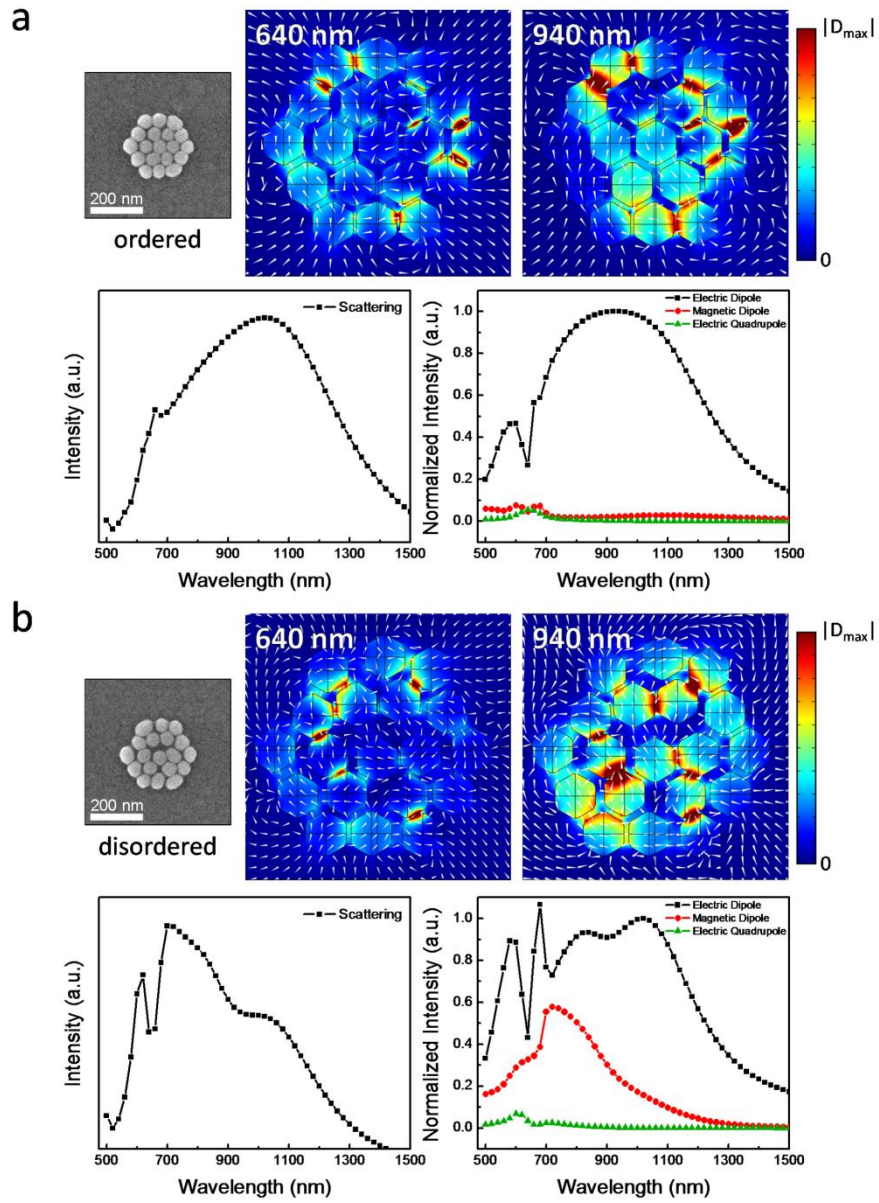 a
640 nm
940 nm
|Dmax|
0
200 nm
ordered
Intensity (a.u.)
Scattering
500 700 900 1100 1300 1500
Wavelength (nm)
Normalized Intensity (a.u.)
1.0
0.8
0.6
0.4
0.2
0.0
Electric Dipole
Magnetic Dipole
Electric Quadrupole
500 700 900 1100 1300 1500
Wavelength (nm)
b
640 nm
940 nm
|Dmax|
0
200 nm
disordered
Intensity (a.u.)
Scattering
500 700 900 1100 1300 1500
Wavelength (nm)
Normalized Intensity (a.u.)
1.0
0.8
0.6
0.4
0.2
0.0
Electric Dipole
Magnetic Dipole
Electric Quadrupole
500 700 900 1100 1300 1500
Wavelength (nm)